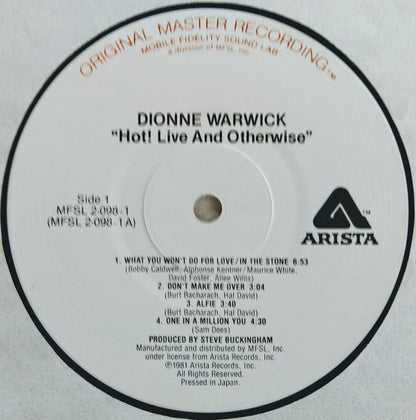 ORIGINAL MASTER RECORDING™
MOBILE FIDELITY SOUND LAB
a division of MFSL, Inc.
DIONNE WARWICK
"Hot! Live And Otherwise"
Side 1
MFSL 2-098-1
(MFSL 2-098-1A)
™
ARISTA
1. WHAT YOU WON'T DO FOR LOVE/IN THE STONE 6:53
(Bobby Caldwell, Alphonse Kentner/Maurice White,
David Foster, Allee Willis)
2. DON'T MAKE ME OVER 3:04
(Burt Bacharach, Hal David)
3. ALFIE 3:40
(Burt Bacharach, Hal David)
4. ONE IN A MILLION YOU 4:30
(Sam Dees)
PRODUCED BY STEVE BUCKINGHAM
Manufactured and distributed by MFSL, Inc.
under license from Arista Records, Inc.
℗1981 Arista Records, Inc.
All Rights Reserved.
Pressed in Japan.